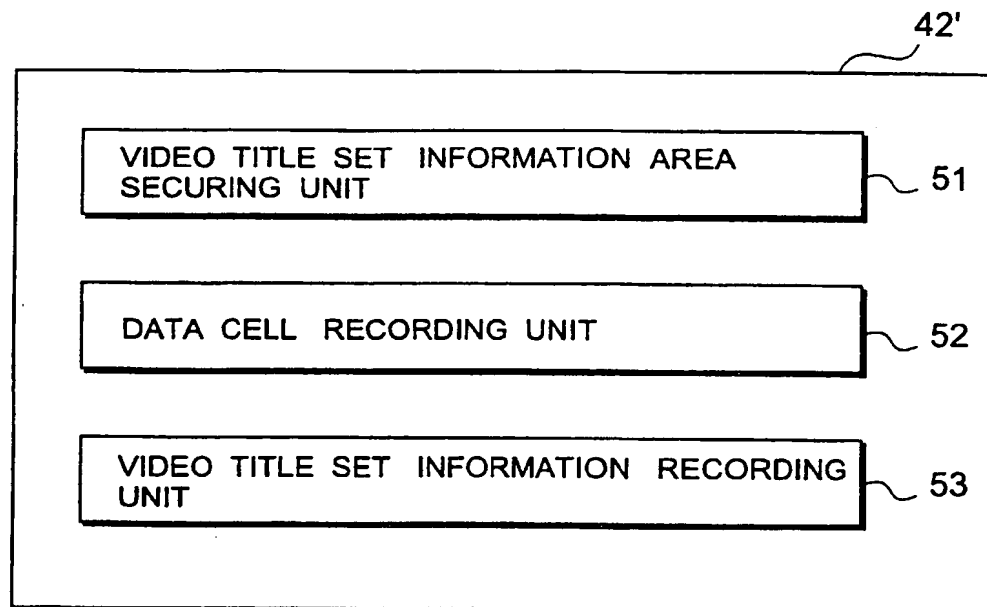 42'
VIDEO TITLE SET INFORMATION AREA
SECURING UNIT
51
DATA CELL RECORDING UNIT
52
VIDEO TITLE SET INFORMATION RECORDING
UNIT
53